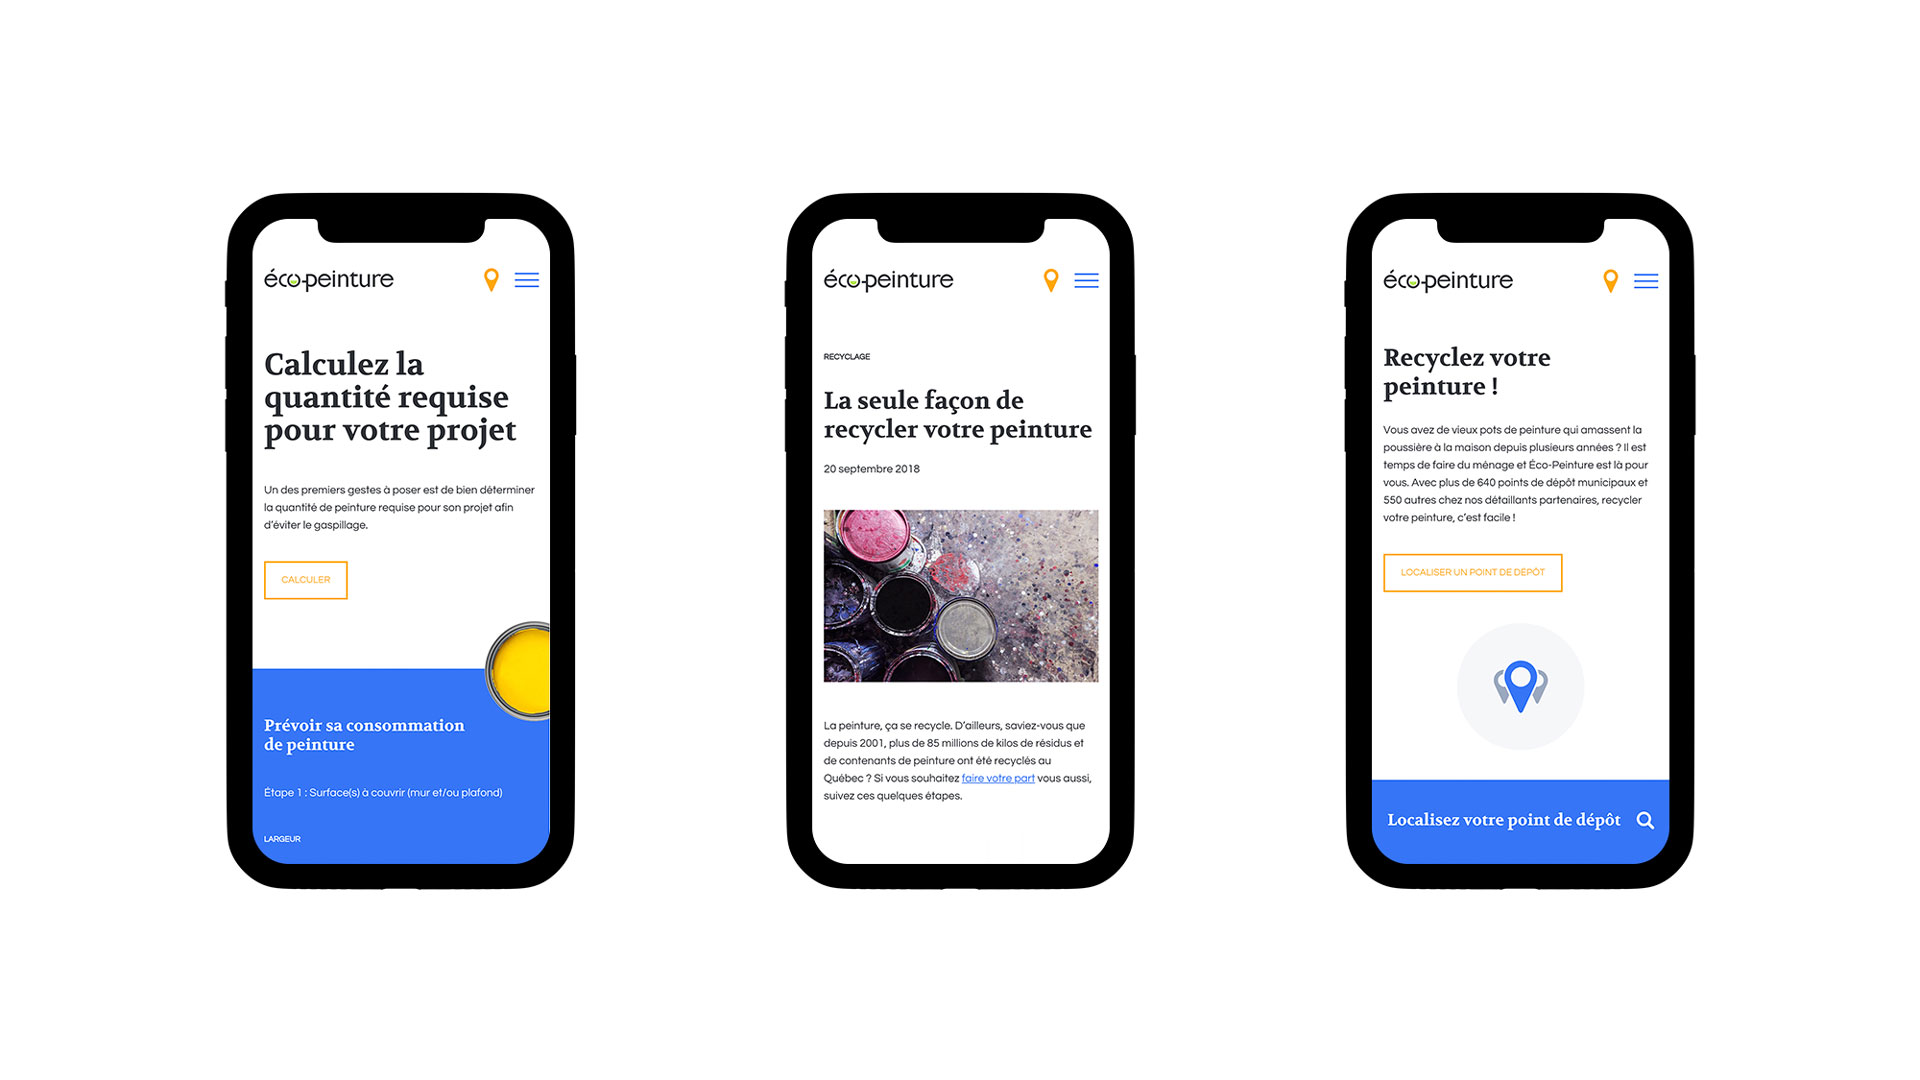 éco-peinture
Calculez la
quantité requise
pour votre projet
Un des premiers gestes à poser est de bien déterminer
la quantité de peinture requise pour son projet afin
d'éviter le gaspillage.
CALCULER
Prévoir sa consommation
de peinture
Étape 1 : Surface(s) à couvrir (mur et/ou plafond)
LARGEUR
éco-peinture
RECYCLAGE
La seule façon de
recycler votre peinture
20 septembre 2018
La peinture, ça se recycle. D'ailleurs, saviez-vous que
depuis 2001, plus de 85 millions de kilos de résidus et
de contenants de peinture ont été recyclés au
Québec ? Si vous souhaitez faire votre part vous aussi,
suivez ces quelques étapes.
éco-peinture
Recyclez votre
peinture !
Vous avez de vieux pots de peinture qui amassent la
poussière à la maison depuis plusieurs années ? Il est
temps de faire du ménage et Éco-Peinture est là pour
vous. Avec plus de 640 points de dépôt municipaux et
550 autres chez nos détaillants partenaires, recycler
votre peinture, c'est facile !
LOCALISER UN POINT DE DÉPÔT
Localisez votre point de dépôt